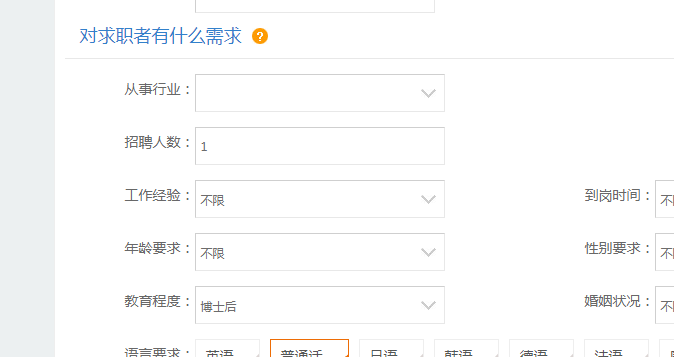 对求职者有什么需求 ?
从事行业：
招聘人数： 1
工作经验： 不限 到岗时间：
年龄要求： 不限 性别要求：
教育程度： 博士后 婚姻状况：
语言要求： 英语 普通话 日语 韩语 德语 法语